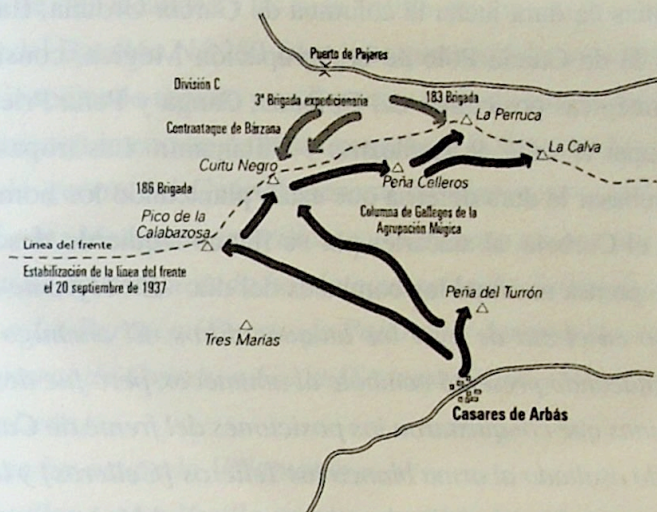 Puerto de Pajares
División C
3ª Brigada expedicionaria
183 Brigada
La Perruca
Contraataque de Bárzana
La Calva
Cuitu Negro
Peña Celleros
186 Brigada
Columna de Gallegos de la
Agrupación Múgica
Pico de la
Calabazosa
Línea del frente
Estabilización de la línea del frente
el 20 septiembre de 1937
Peña del Turrón
Tres Marías
Casares de Arbás